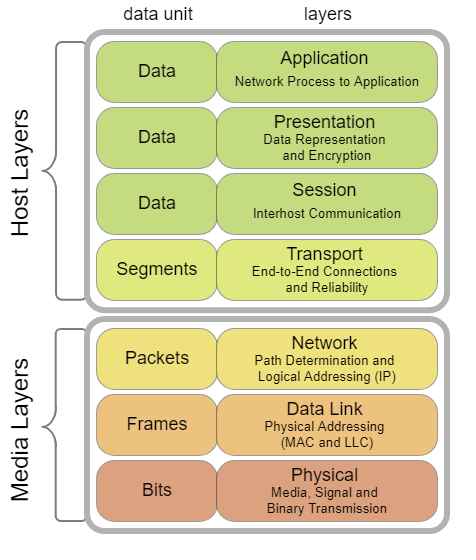 data unit layers
Host Layers
Data
Application
Network Process to Application
Data
Presentation
Data Representation
and Encryption
Data
Session
Interhost Communication
Segments
Transport
End-to-End Connections
and Reliability
Media Layers
Packets
Network
Path Determination and
Logical Addressing (IP)
Frames
Data Link
Physical Addressing
(MAC and LLC)
Bits
Physical
Media, Signal and
Binary Transmission